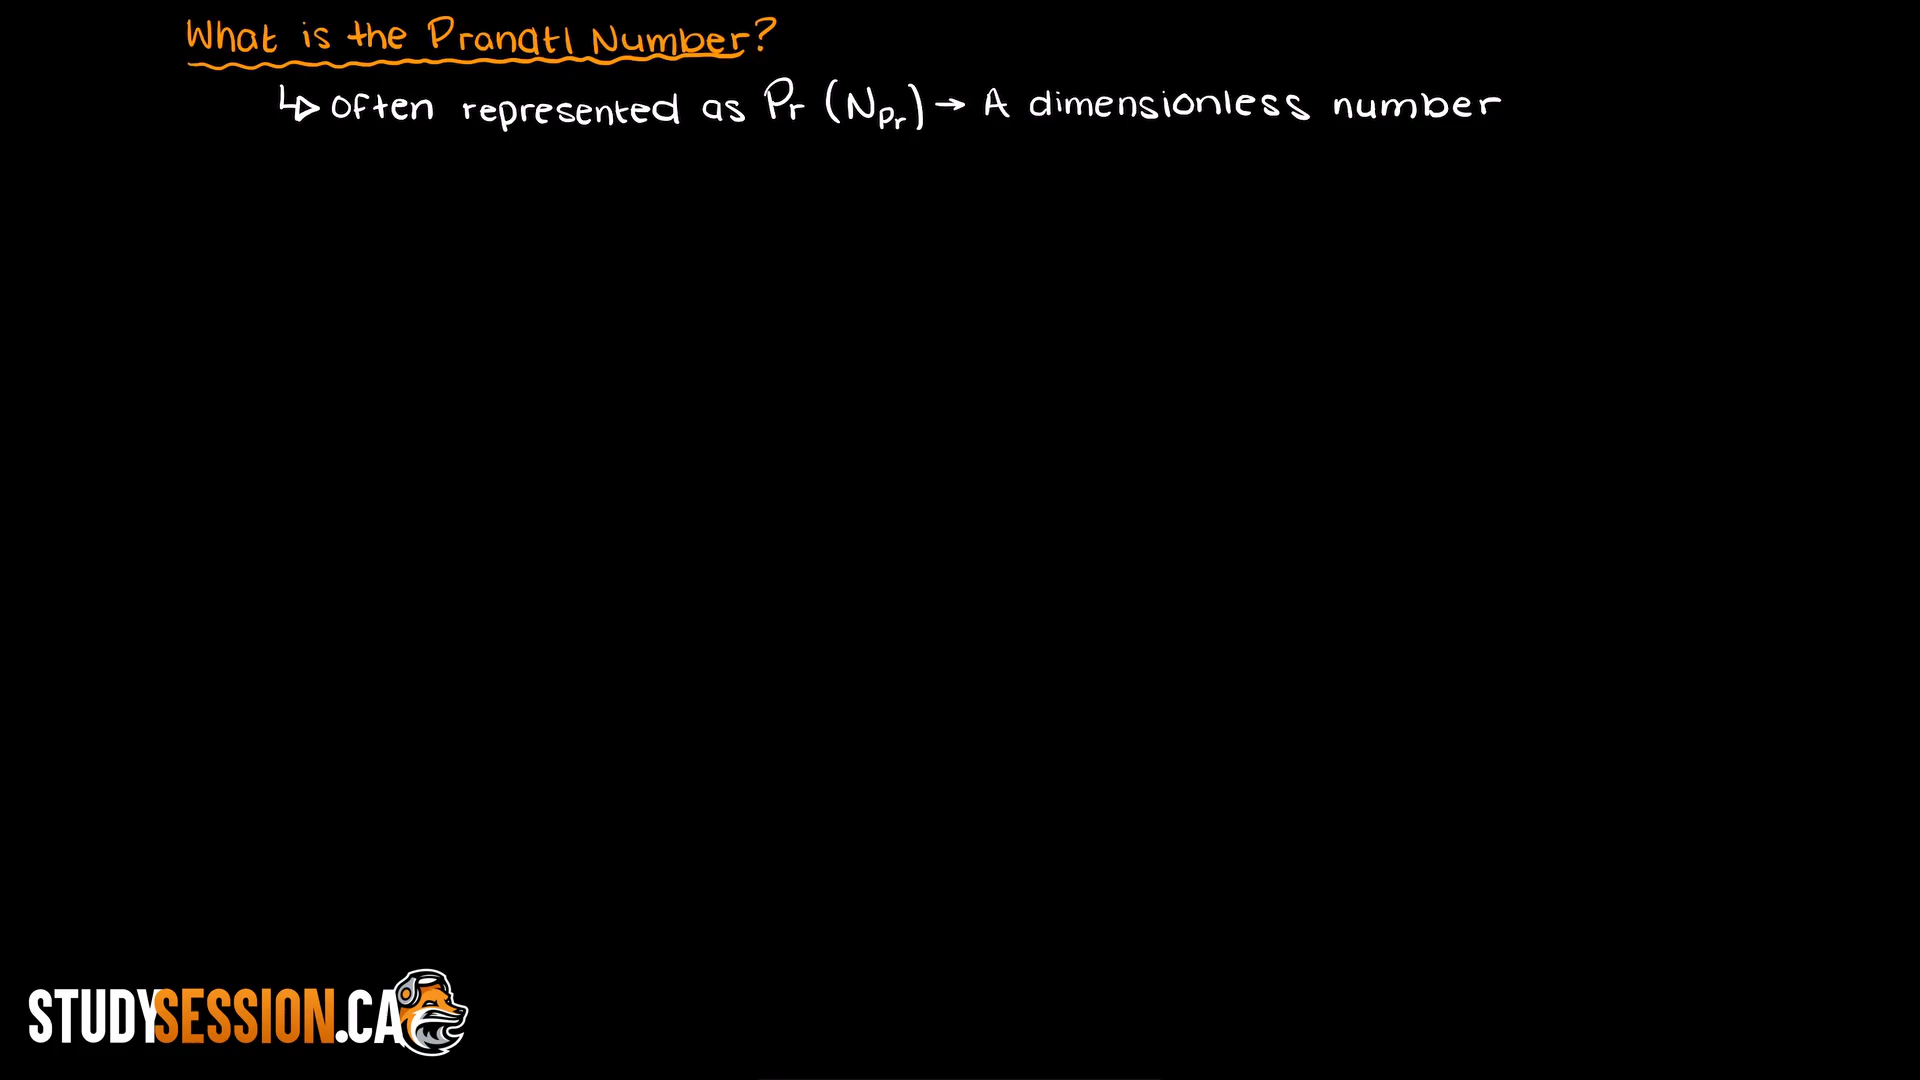 What is the Prandtl Number?
↳ Often represented as Pr (N_Pr) → A dimensionless number
STUDYSESSION.CA